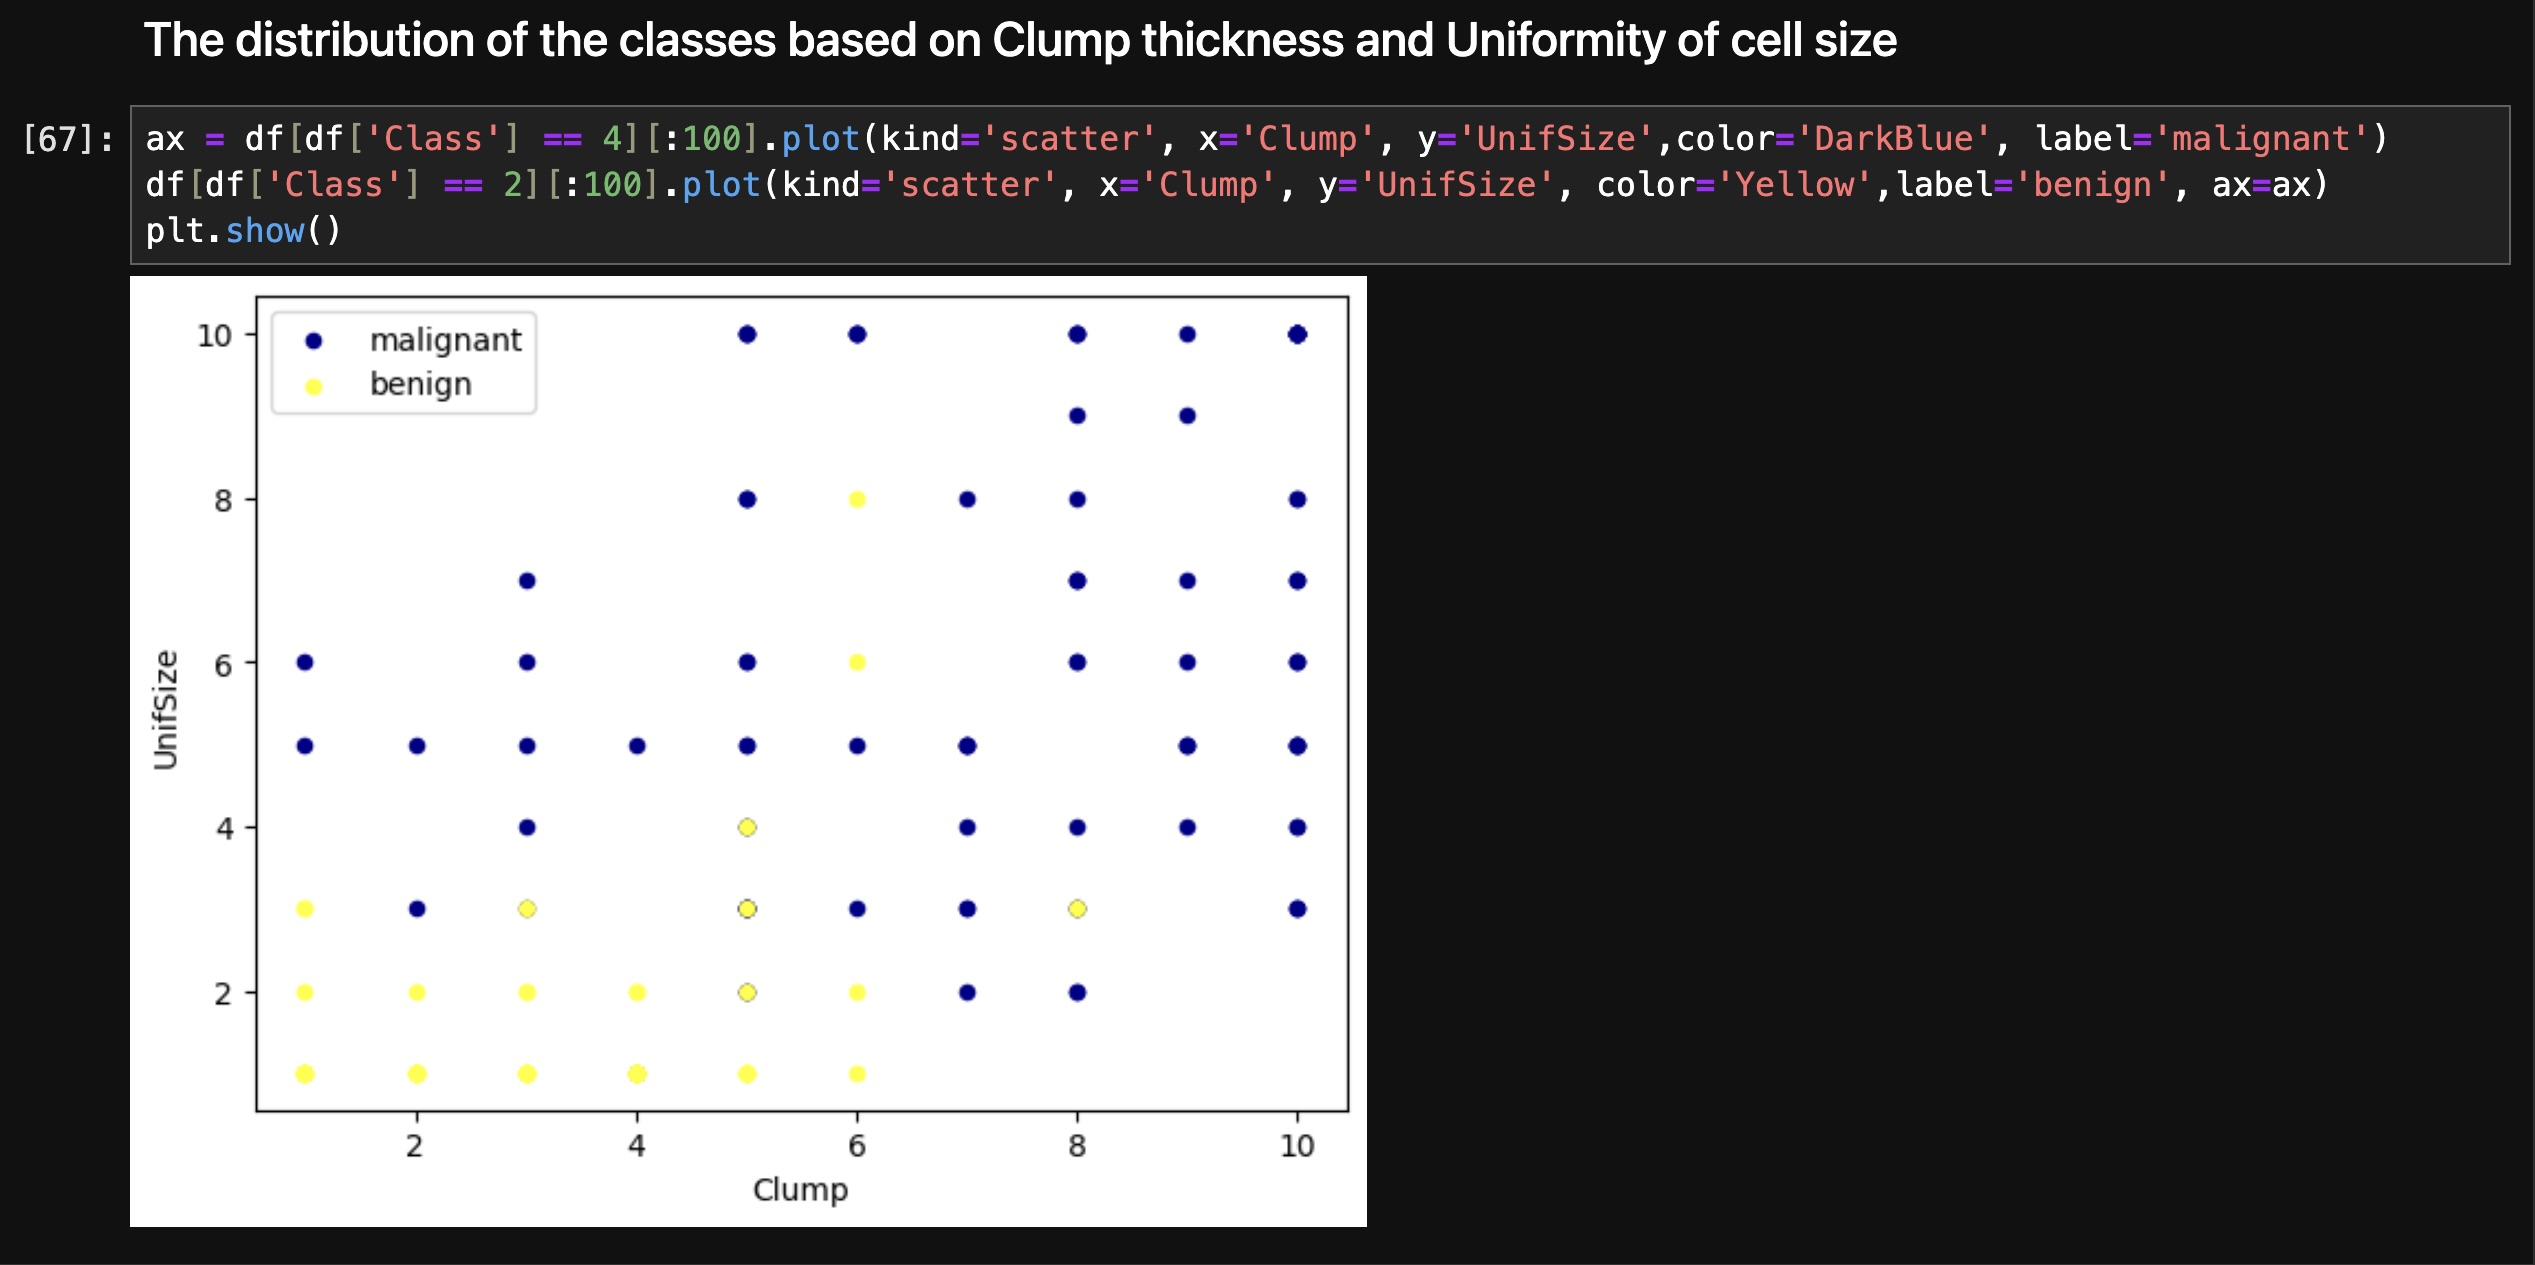 The distribution of the classes based on Clump thickness and Uniformity of cell size
[67]: ax = df[df['Class'] == 4][:100].plot(kind='scatter', x='Clump', y='UnifSize',color='DarkBlue', label='malignant')
df[df['Class'] == 2][:100].plot(kind='scatter', x='Clump', y='UnifSize', color='Yellow',label='benign', ax=ax)
plt.show()
malignant
benign
10
8
6
4
2
UnifSize
2 4 6 8 10
Clump